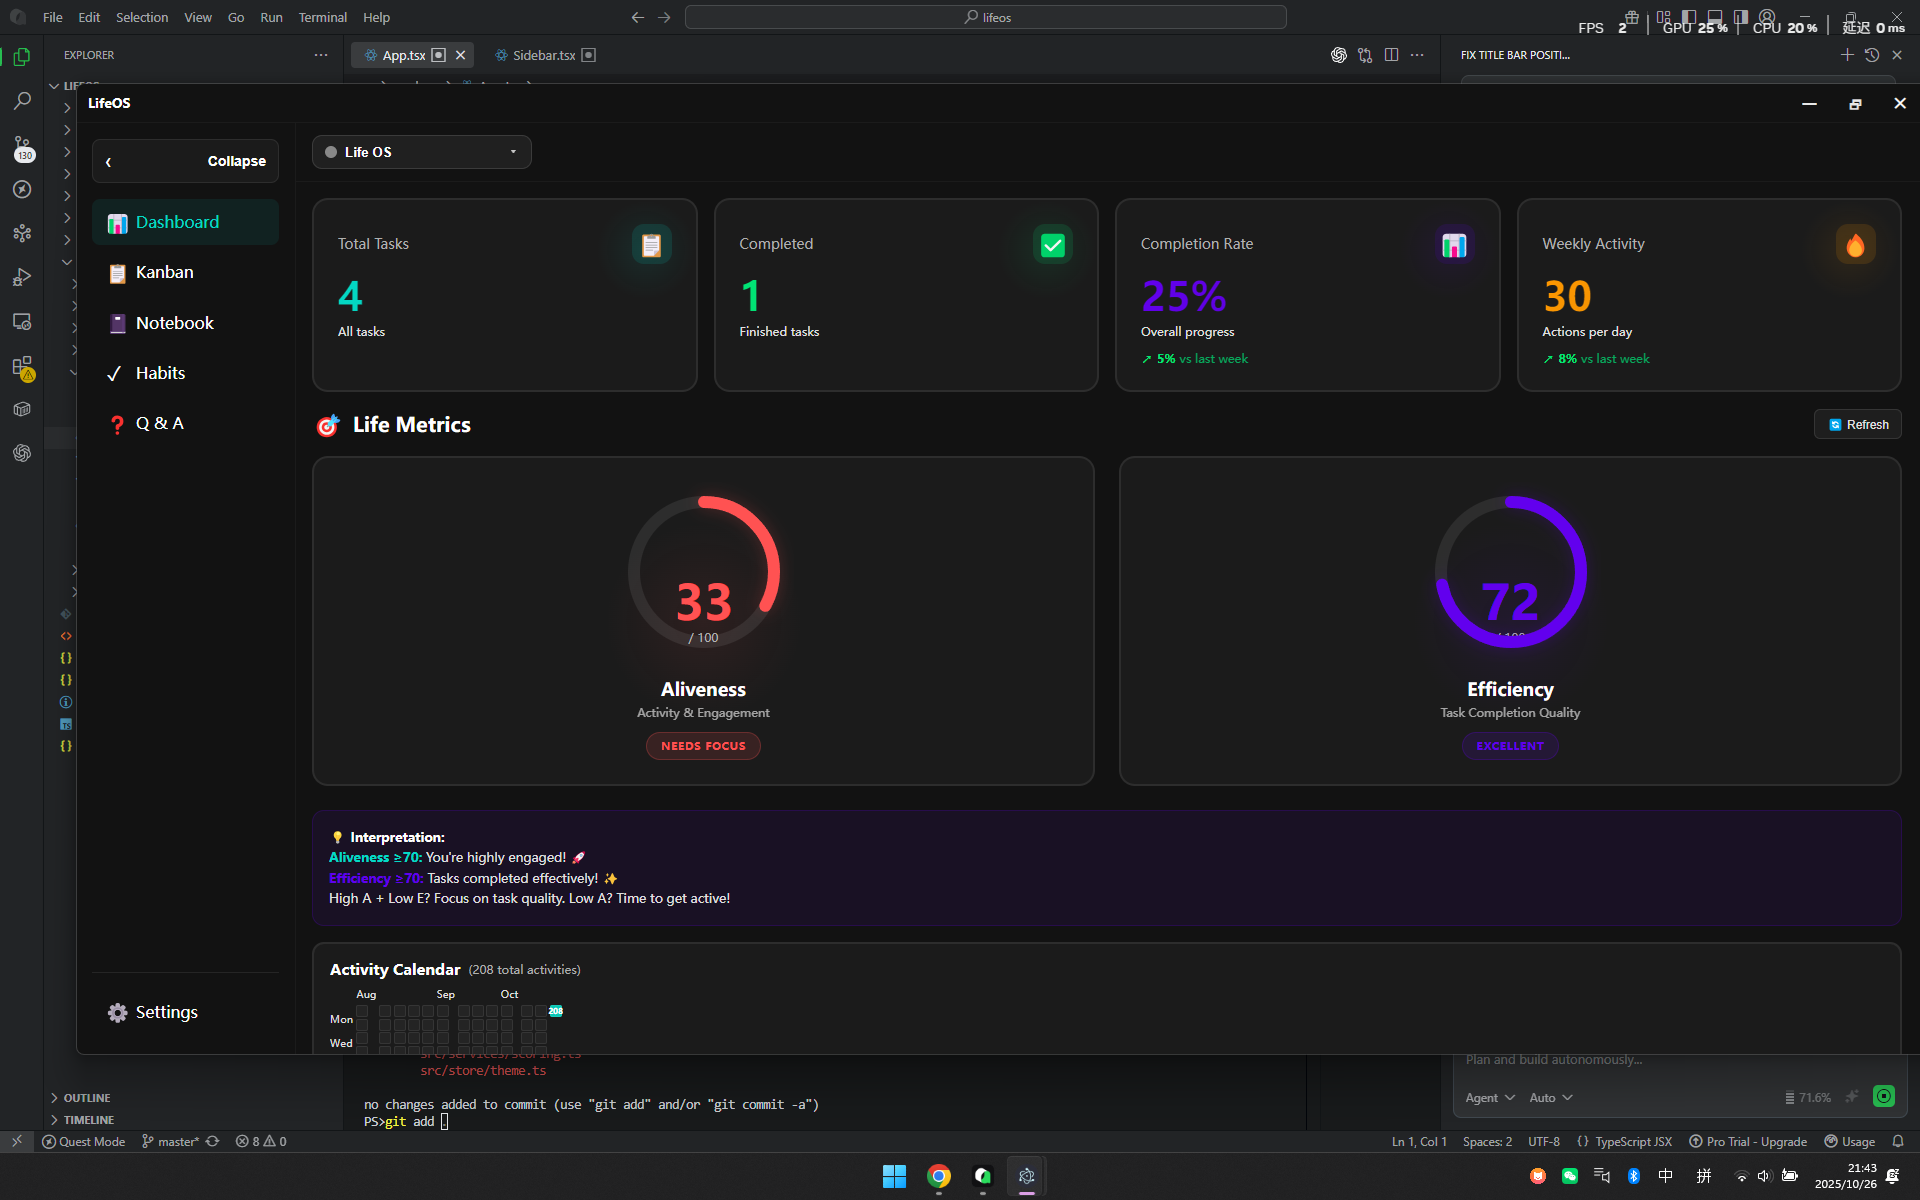 File Edit Selection View Go Run Terminal Help
lifeos
FPS 2 GPU 25 % CPU 20 % 延迟 0 ms
EXPLORER
App.tsx
Sidebar.tsx
FIX TITLE BAR POSITI...
LifeOS
Collapse
Life OS
Dashboard
Kanban
Notebook
Habits
Q & A
Settings
130
Total Tasks
4
All tasks
Completed
1
Finished tasks
Completion Rate
25%
Overall progress
↗ 5% vs last week
Weekly Activity
30
Actions per day
↗ 8% vs last week
Life Metrics
Refresh
33
/ 100
Aliveness
Activity & Engagement
NEEDS FOCUS
72
/ 100
Efficiency
Task Completion Quality
EXCELLENT
Interpretation:
Aliveness ≥70: You're highly engaged! 🚀
Efficiency ≥70: Tasks completed effectively! ✨
High A + Low E? Focus on task quality. Low A? Time to get active!
Activity Calendar (208 total activities)
Aug Sep Oct
208
Mon
Wed
src/services/scoring.ts
src/store/theme.ts
no changes added to commit (use "git add" and/or "git commit -a")
PS>git add .
OUTLINE
TIMELINE
Plan and build autonomously...
Agent Auto 71.6%
Quest Mode master* 8 0
Ln 1, Col 1 Spaces: 2 UTF-8 {} TypeScript JSX Pro Trial - Upgrade Usage
中 拼
21:43
2025/10/26